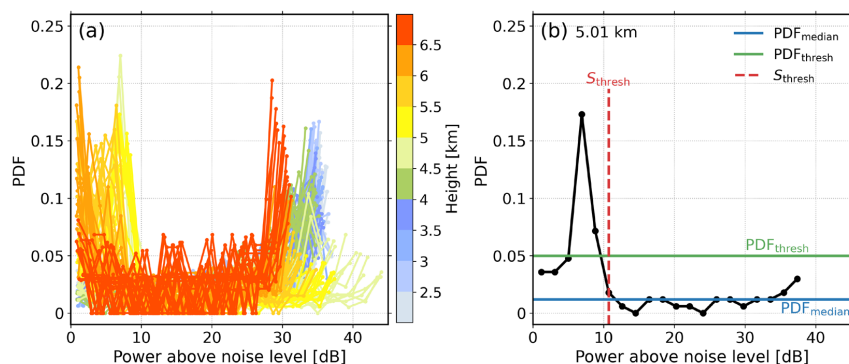 (a)
PDF
0.25
0.2
0.15
0.1
0.05
0
0
10
20
30
40
Power above noise level [dB]
6.5
6
5.5
5
4.5
4
3.5
3
2.5
Height [km]
(b) 5.01 km
PDF
0.25
0.2
0.15
0.1
0.05
0
0
10
20
30
40
Power above noise level [dB]
PDFmedian
PDFthresh
Sthresh
Sthresh
PDFthresh
PDFmedian